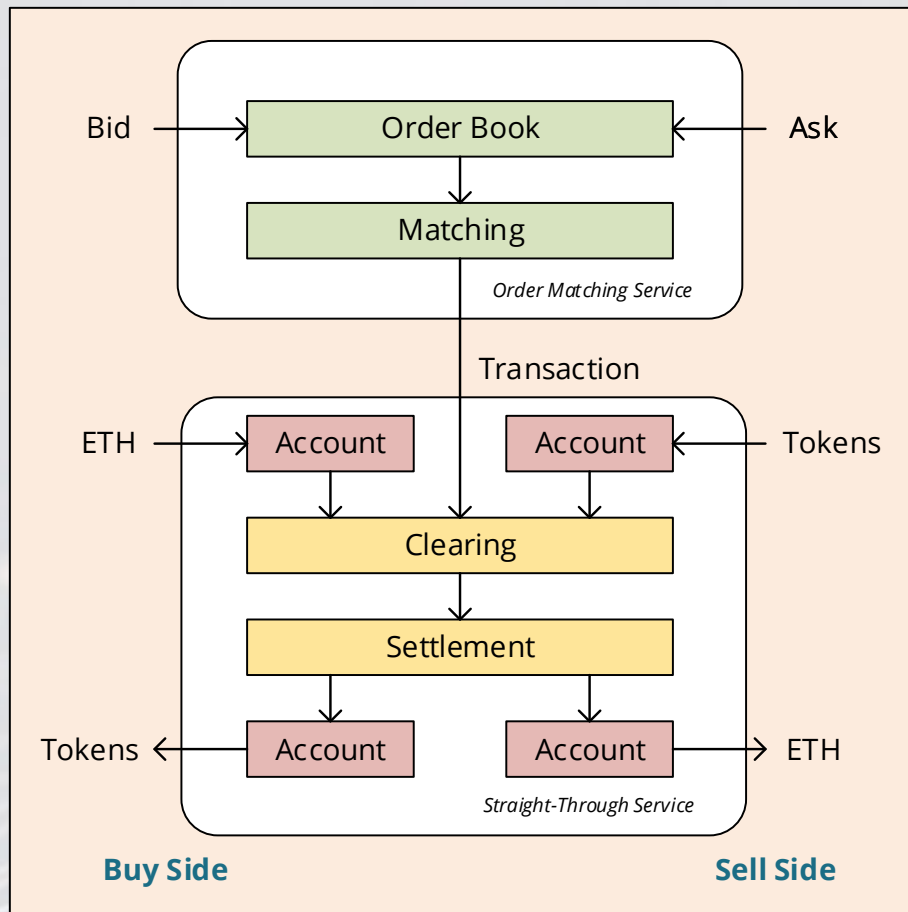 Bid
Order Book
Ask
Matching
Order Matching Service
Transaction
ETH
Account
Account
Tokens
Clearing
Settlement
Tokens
Account
Account
ETH
Straight-Through Service
Buy Side
Sell Side